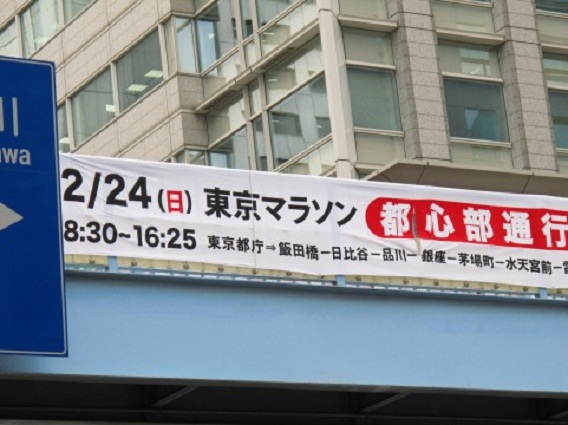 川
awa
2/24(日) 東京マラソン 都心部通行
8:30~16:25 東京都庁⇒飯田橋ー日比谷ー品川ー銀座ー茅場町ー水天宮前ー